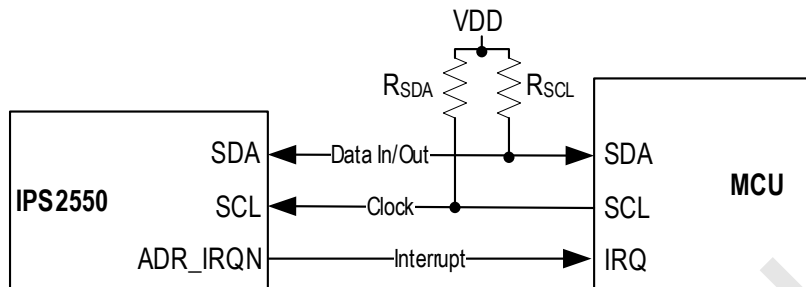 VDD
RSDA RSCL
SDA Data In/Out SDA
IPS2550 MCU
SCL Clock SCL
ADR_IRQN Interrupt IRQ